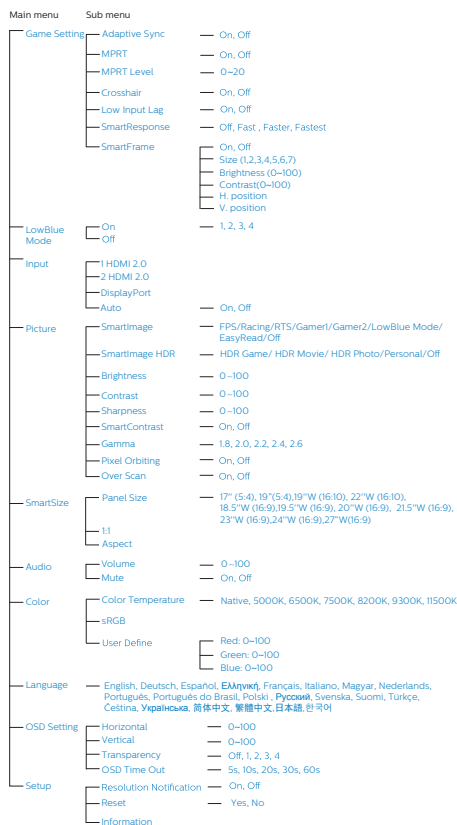 Main menu Sub menu
Game Setting Adaptive Sync On, Off
MPRT On, Off
MPRT Level 0~20
Crosshair On, Off
Low Input Lag On, Off
SmartResponse Off, Fast , Faster, Fastest
SmartFrame On, Off
Size (1,2,3,4,5,6,7)
Brightness (0~100)
Contrast(0~100)
H. position
V. position
LowBlue Mode On 1, 2, 3, 4
Off
Input 1 HDMI 2.0
2 HDMI 2.0
DisplayPort
Auto On, Off
Picture SmartImage FPS/Racing/RTS/Gamer1/Gamer2/LowBlue Mode/
EasyRead/Off
SmartImage HDR HDR Game/ HDR Movie/ HDR Photo/Personal/Off
Brightness 0~100
Contrast 0~100
Sharpness 0~100
SmartContrast On, Off
Gamma 1.8, 2.0, 2.2, 2.4, 2.6
Pixel Orbiting On, Off
Over Scan On, Off
SmartSize Panel Size 17" (5:4), 19"(5:4),19"W (16:10), 22"W (16:10),
18.5"W (16:9),19.5"W (16:9), 20"W (16:9), 21.5"W (16:9),
23"W (16:9),24"W (16:9),27"W(16:9)
1:1
Aspect
Audio Volume 0~100
Mute On, Off
Color Color Temperature Native, 5000K, 6500K, 7500K, 8200K, 9300K, 11500K
sRGB
User Define Red: 0~100
Green: 0~100
Blue: 0~100
Language English, Deutsch, Español, Ελληνική, Français, Italiano, Magyar, Nederlands,
Português, Português do Brasil, Polski , Русский, Svenska, Suomi, Türkçe,
Čeština, Українська, 简体中文, 繁體中文,日本語,한국어
OSD Setting Horizontal 0~100
Vertical 0~100
Transparency Off, 1, 2, 3, 4
OSD Time Out 5s, 10s, 20s, 30s, 60s
Setup Resolution Notification On, Off
Reset Yes, No
Information